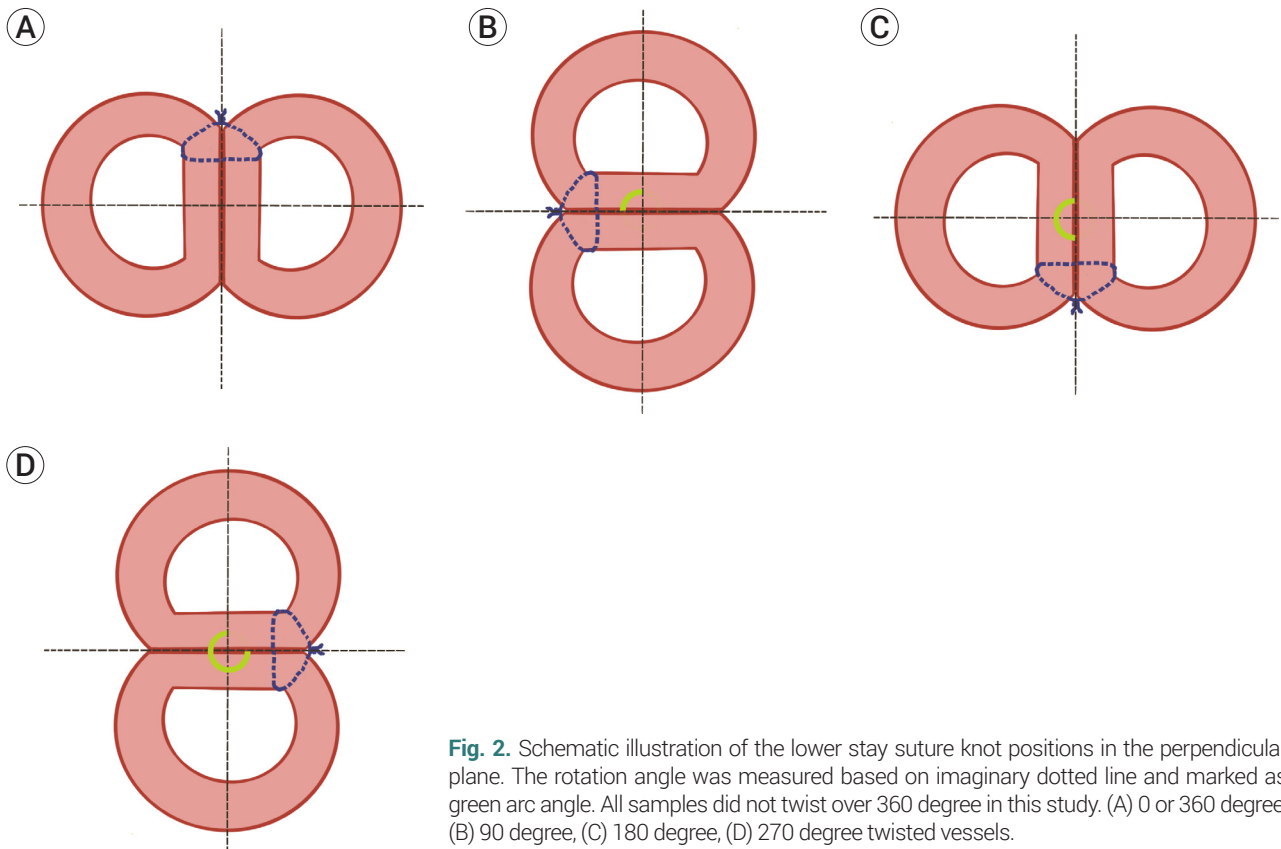 A
B
C
D
Fig. 2. Schematic illustration of the lower stay suture knot positions in the perpendicular
plane. The rotation angle was measured based on imaginary dotted line and marked as
green arc angle. All samples did not twist over 360 degree in this study. (A) 0 or 360 degree,
(B) 90 degree, (C) 180 degree, (D) 270 degree twisted vessels.